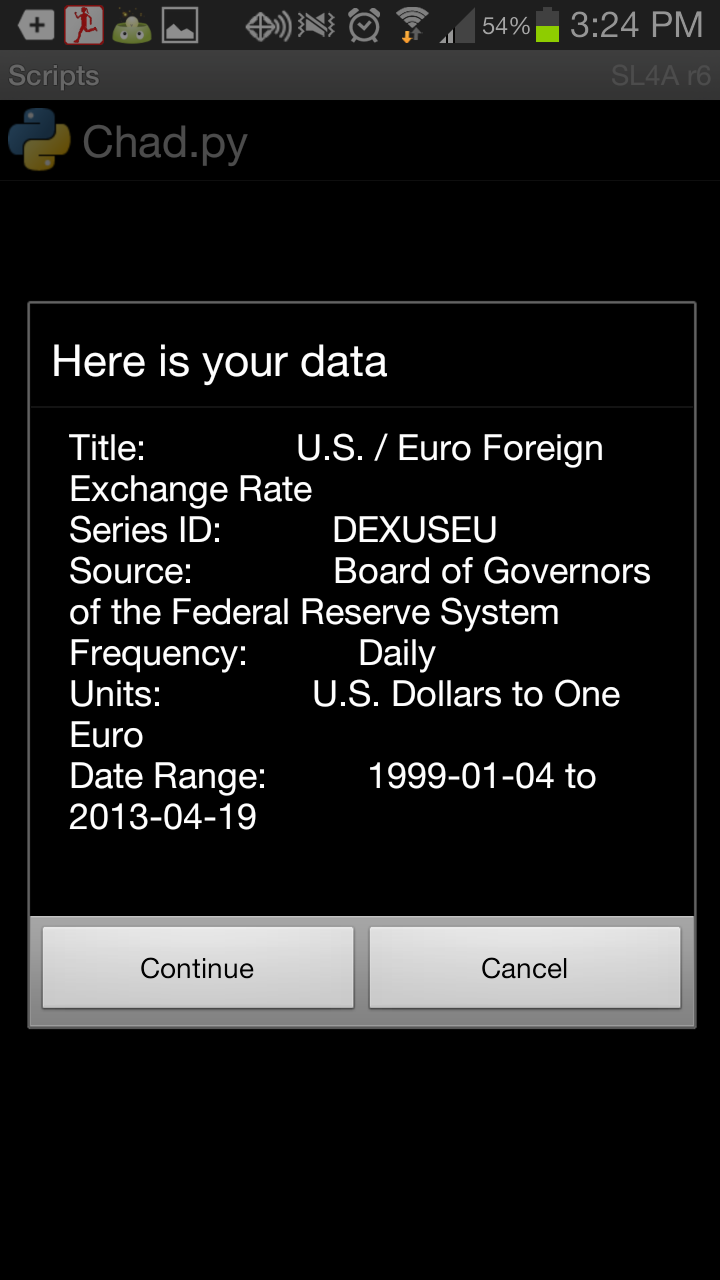 54% 3:24 PM
Scripts SL4A r6
Chad.py
Here is your data
Title: U.S. / Euro Foreign
Exchange Rate
Series ID: DEXUSEU
Source: Board of Governors
of the Federal Reserve System
Frequency: Daily
Units: U.S. Dollars to One
Euro
Date Range: 1999-01-04 to
2013-04-19
Continue Cancel